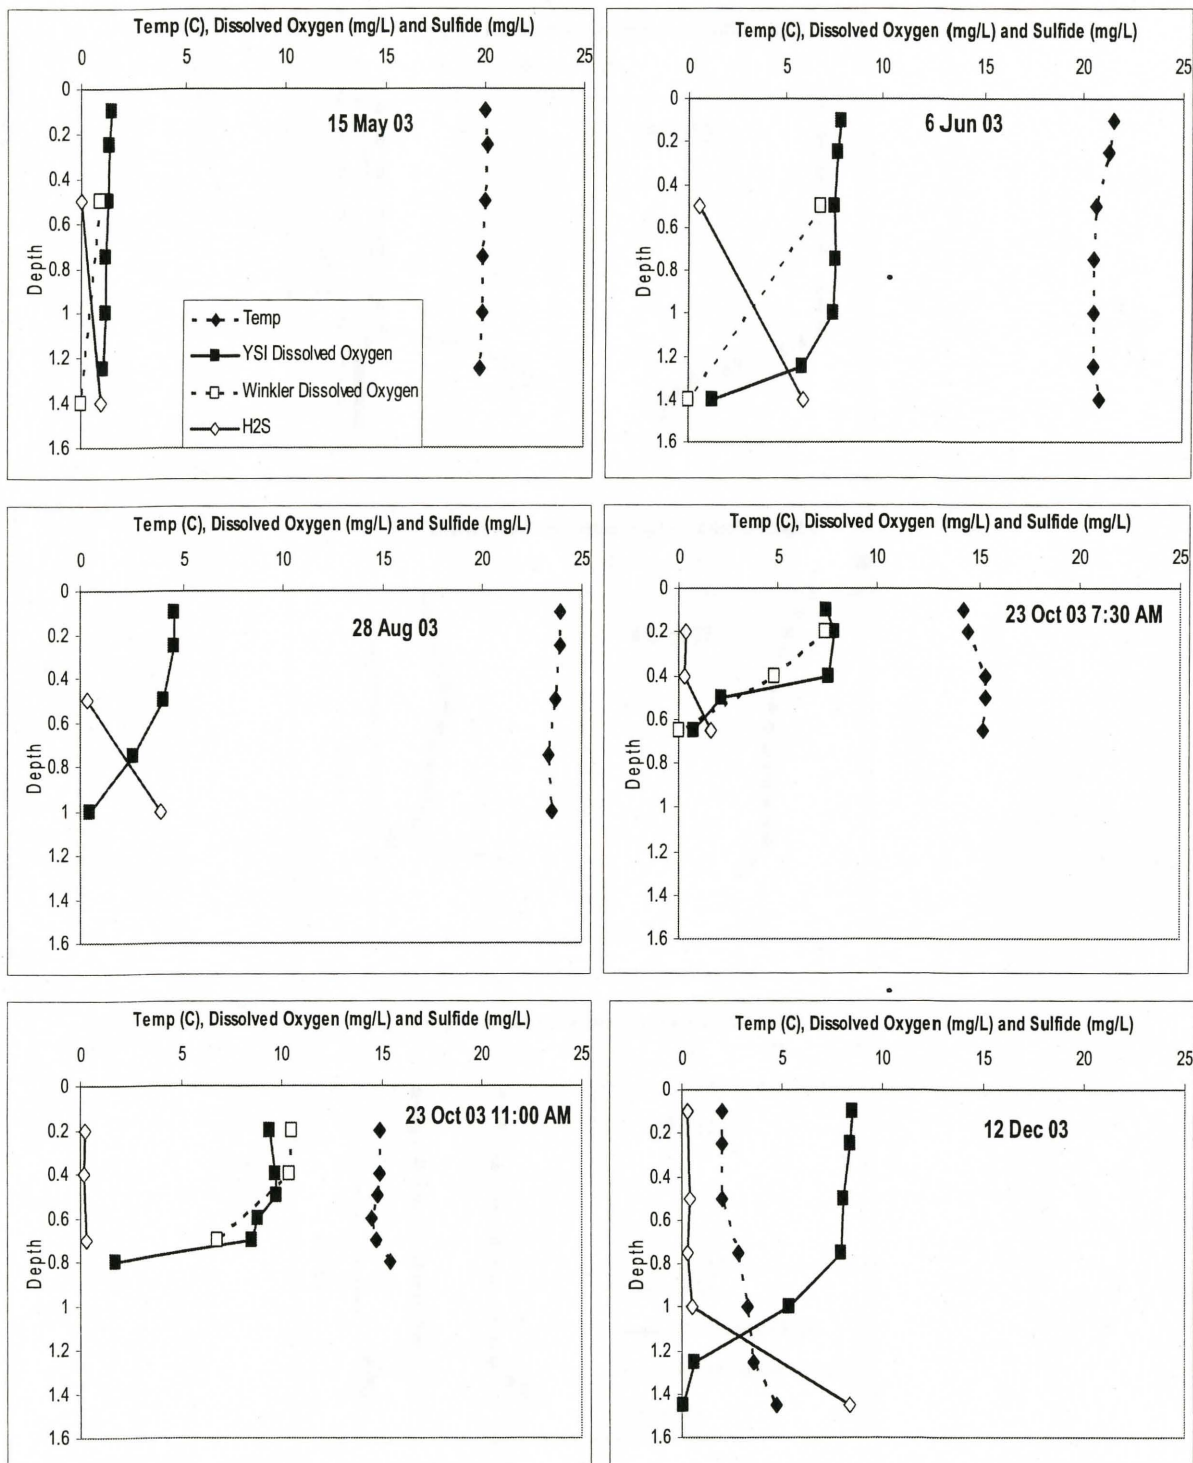 Temp (C), Dissolved Oxygen (mg/L) and Sulfide (mg/L)
0 5 10 15 20 25
0
0.2
0.4
0.6
0.8
1
1.2
1.4
1.6
Depth
15 May 03
Temp
YSI Dissolved Oxygen
Winkler Dissolved Oxygen
H2S
Temp (C), Dissolved Oxygen (mg/L) and Sulfide (mg/L)
0 5 10 15 20 25
0
0.2
0.4
0.6
0.8
1
1.2
1.4
1.6
Depth
6 Jun 03
Temp (C), Dissolved Oxygen (mg/L) and Sulfide (mg/L)
0 5 10 15 20 25
0
0.2
0.4
0.6
0.8
1
1.2
1.4
1.6
Depth
28 Aug 03
Temp (C), Dissolved Oxygen (mg/L) and Sulfide (mg/L)
0 5 10 15 20 25
0
0.2
0.4
0.6
0.8
1
1.2
1.4
1.6
Depth
23 Oct 03 7:30 AM
Temp (C), Dissolved Oxygen (mg/L) and Sulfide (mg/L)
0 5 10 15 20 25
0
0.2
0.4
0.6
0.8
1
1.2
1.4
1.6
Depth
23 Oct 03 11:00 AM
Temp (C), Dissolved Oxygen (mg/L) and Sulfide (mg/L)
0 5 10 15 20 25
0
0.2
0.4
0.6
0.8
1
1.2
1.4
1.6
Depth
12 Dec 03